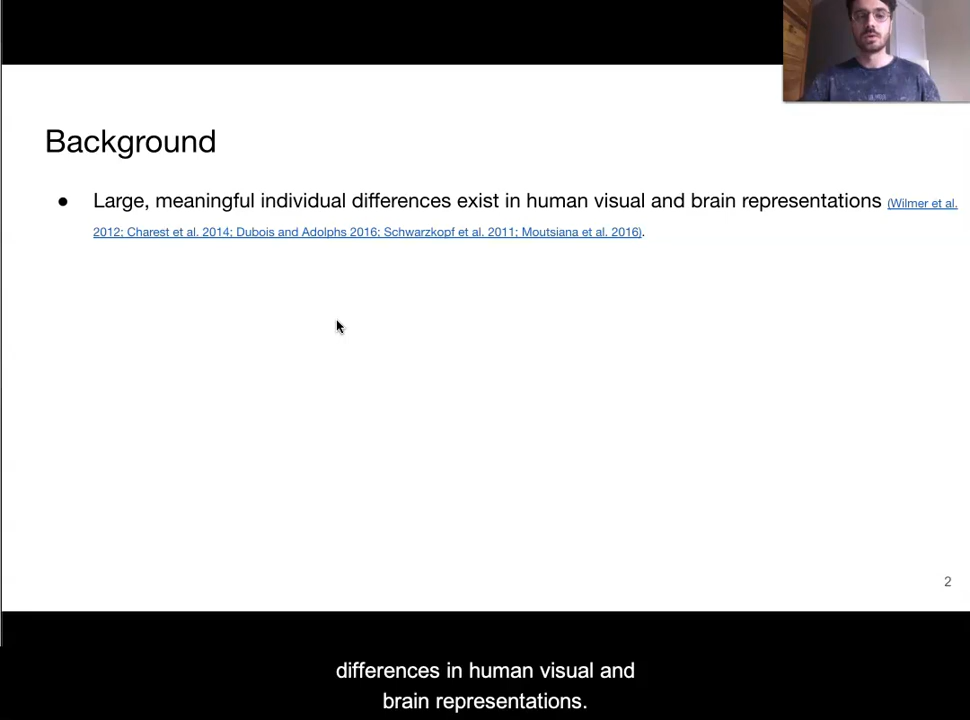 Background
● Large, meaningful individual differences exist in human visual and brain representations (Wilmer et al.
2012; Charest et al. 2014; Dubois and Adolphs 2016; Schwarzkopf et al. 2011; Moutsiana et al. 2016).
2
differences in human visual and
brain representations.